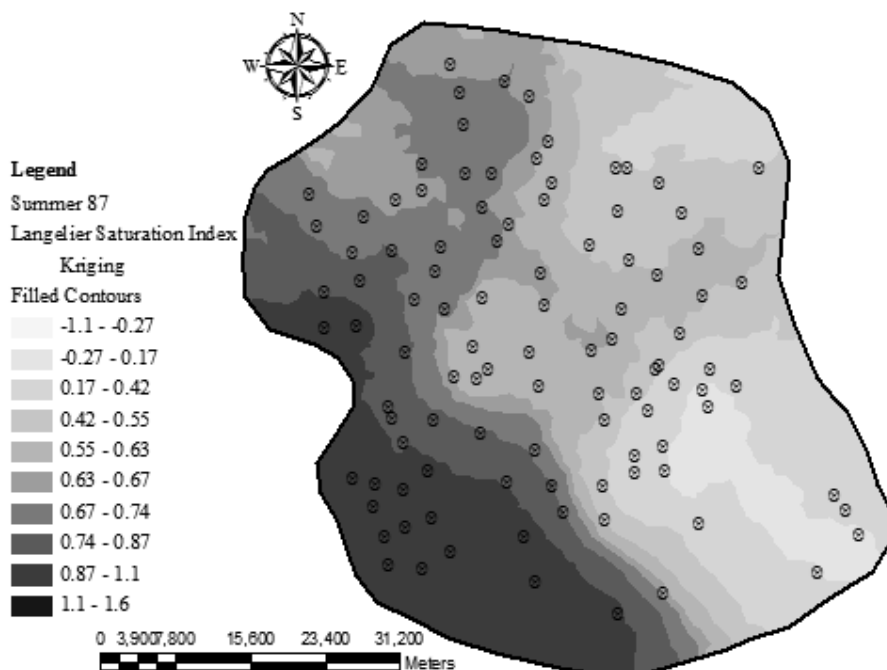 N
W E
S
Legend
Summer 87
Langelier Saturation Index
Kriging
Filled Contours
-1.1 - -0.27
-0.27 - 0.17
0.17 - 0.42
0.42 - 0.55
0.55 - 0.63
0.63 - 0.67
0.67 - 0.74
0.74 - 0.87
0.87 - 1.1
1.1 - 1.6
0 3,9007,800 15,600 23,400 31,200
Meters